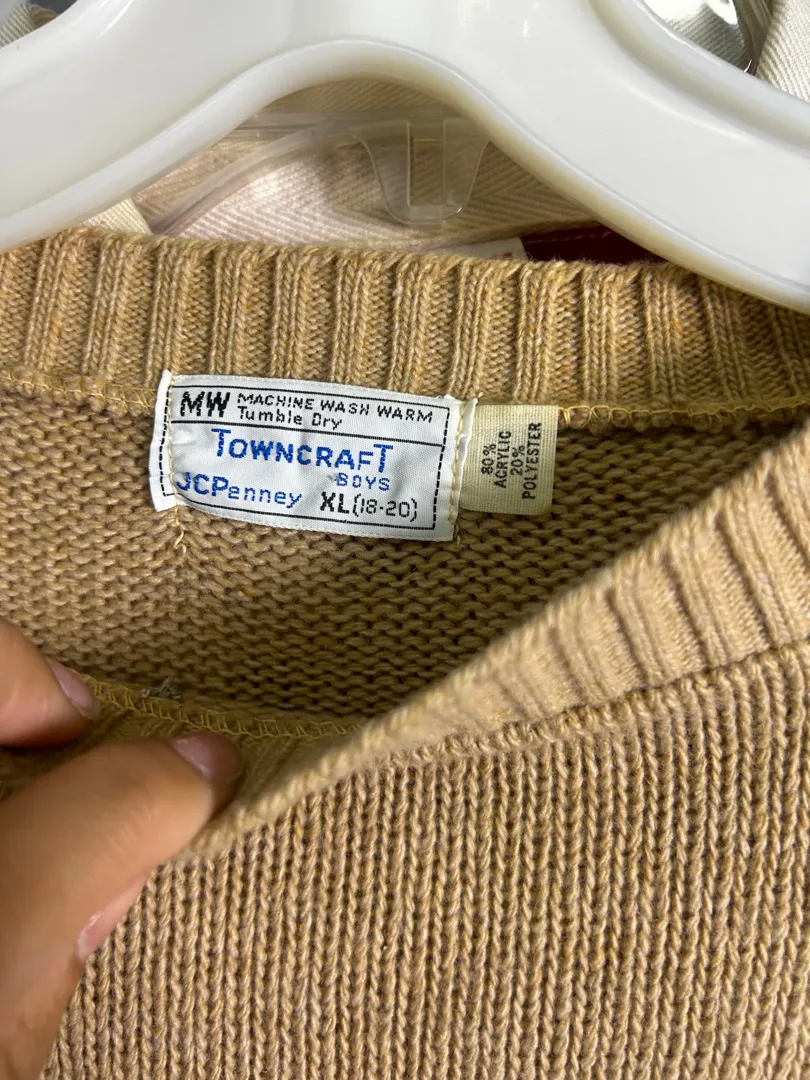 MW MACHINE WASH WARM
Tumble Dry
TOWNCRAFT
BOYS
JCPenney XL(18-20)
80%
ACRYLIC
20%
POLYESTER